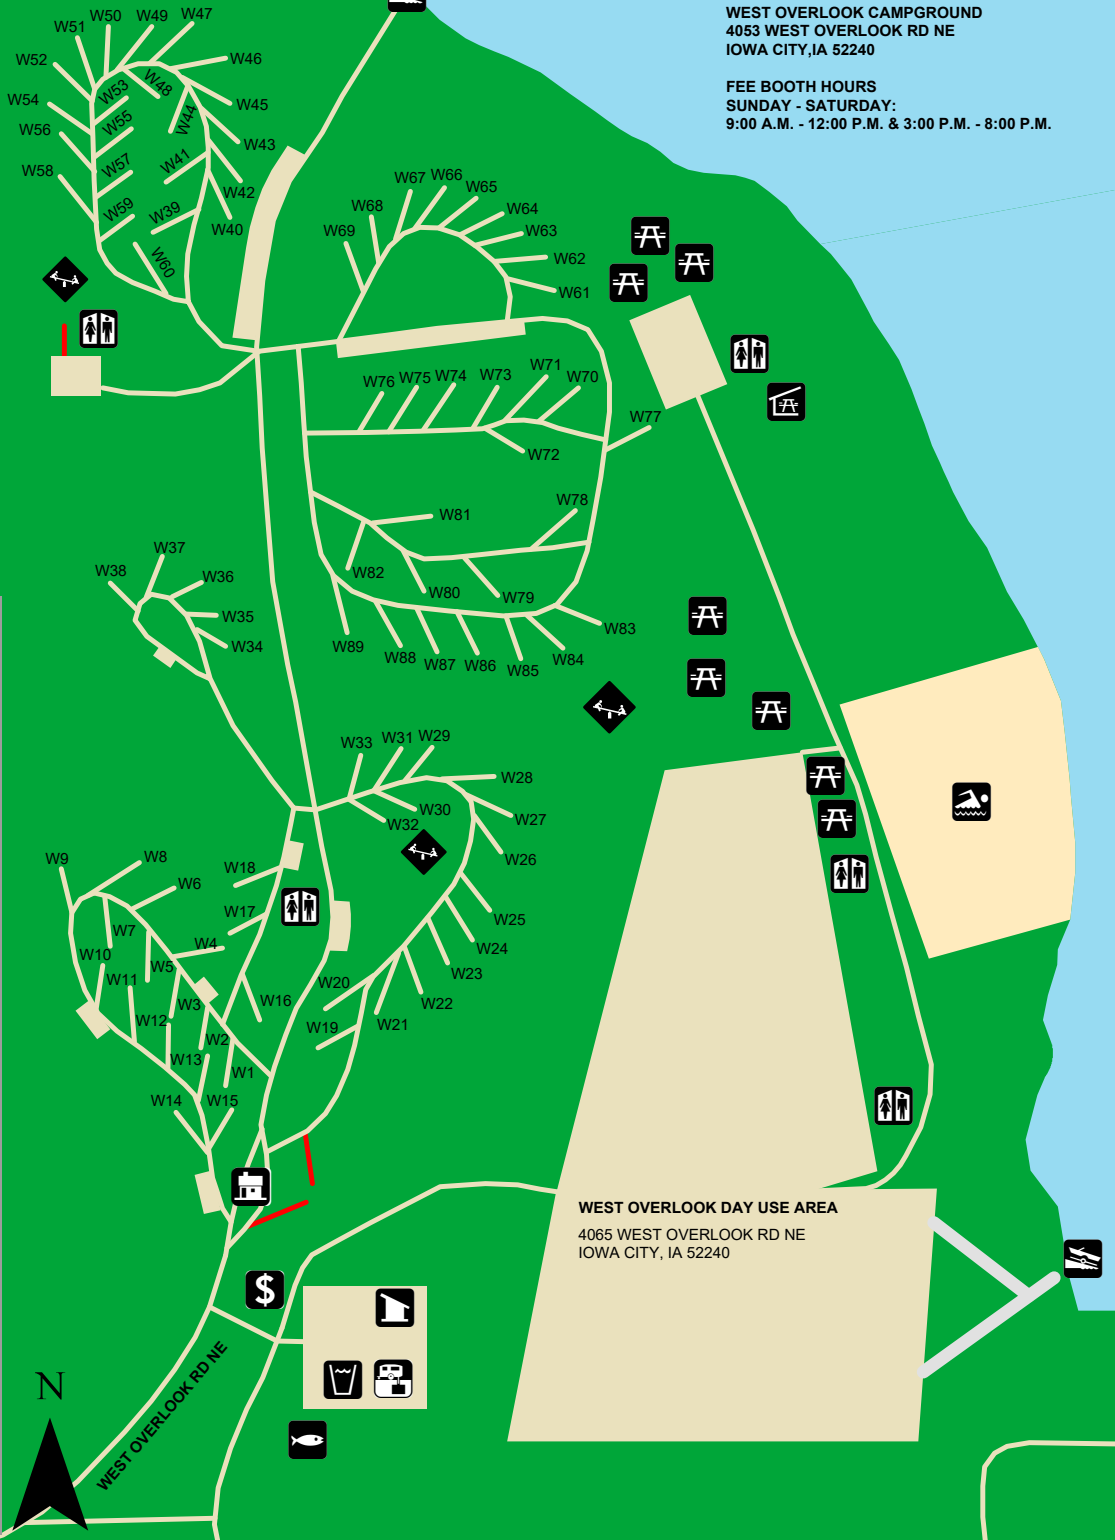 WEST OVERLOOK CAMPGROUND
4053 WEST OVERLOOK RD NE
IOWA CITY,IA 52240
FEE BOOTH HOURS
SUNDAY - SATURDAY:
9:00 A.M. - 12:00 P.M. & 3:00 P.M. - 8:00 P.M.
W47
W49
W50
W51
W52
W46
W48
W53
W54
W45
W44
W55
W56
W43
W41
W57
W58
W42
W39
W59
W40
W60
W67
W66
W65
W68
W64
W69
W63
W62
W61
W71
W70
W76
W75
W74
W73
W77
W72
W78
W81
W82
W80
W79
W83
W89
W88
W87
W86
W85
W84
W37
W38
W36
W35
W34
W33
W31
W29
W28
W30
W32
W27
W26
W25
W24
W23
W22
W21
W20
W19
W9
W8
W6
W18
W17
W7
W4
W10
W5
W11
W3
W16
W12
W2
W13
W1
W14
W15
WEST OVERLOOK DAY USE AREA
4065 WEST OVERLOOK RD NE
IOWA CITY, IA 52240
$
WEST OVERLOOK RD NE
N